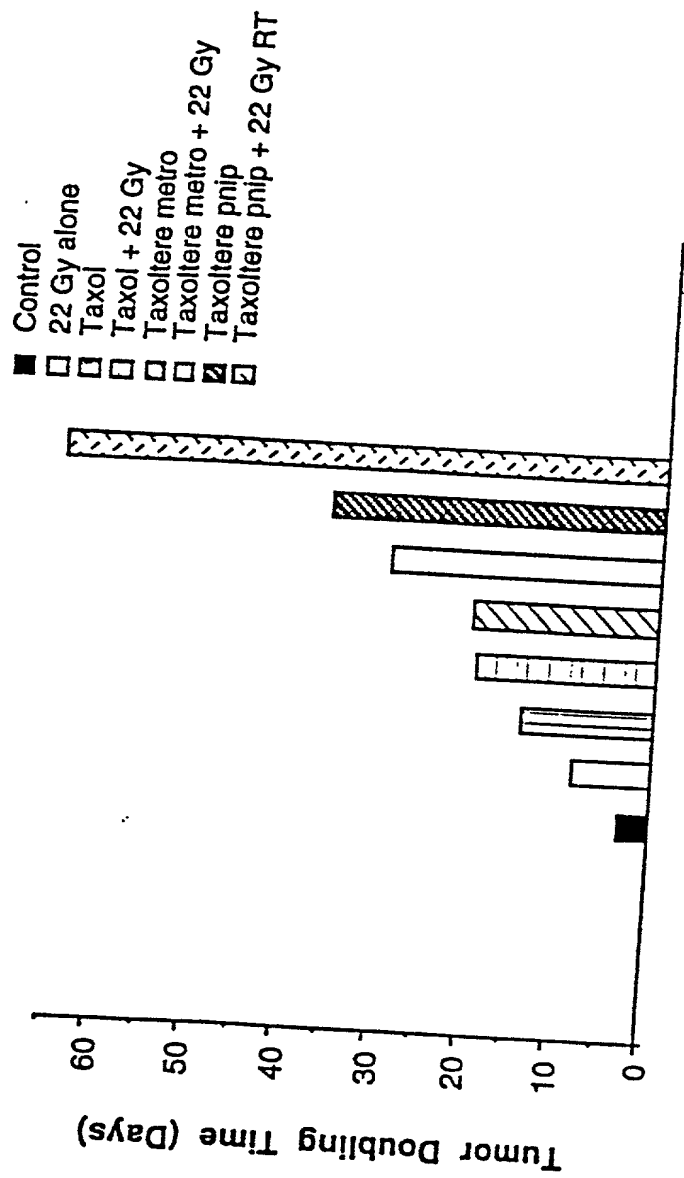 Control
22 Gy alone
Taxol
Taxol + 22 Gy
Taxoltere metro
Taxoltere metro + 22 Gy
Taxoltere pnip
Taxoltere pnip + 22 Gy RT
60
50
40
30
20
10
0
Tumor Doubling Time (Days)